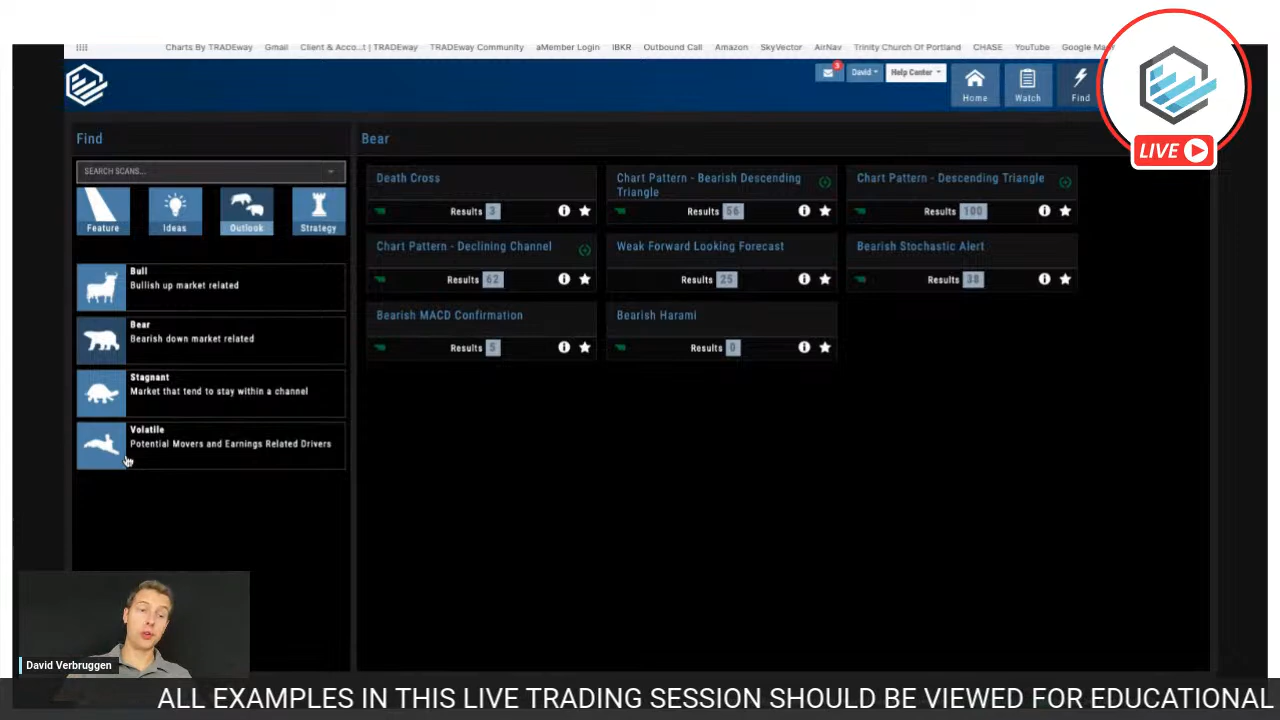 Charts By TRADEway Gmail Client & Acco...t | TRADEway TRADEway Community aMember Login IBKR Outbound Call Amazon SkyVector AirNav Trinity Church Of Portland CHASE YouTube Google Ma
3
David Help Center
Home Watch Find
LIVE
Find
Bear
SEARCH SCANS...
Feature Ideas Outlook Strategy
Death Cross
Results 3
Chart Pattern - Bearish Descending
Triangle
Results 56
Chart Pattern - Descending Triangle
Results 100
Chart Pattern - Declining Channel
Results 62
Weak Forward Looking Forecast
Results 25
Bearish Stochastic Alert
Results 38
Bearish MACD Confirmation
Results 5
Bearish Harami
Results 0
Bull
Bullish up market related
Bear
Bearish down market related
Stagnant
Market that tend to stay within a channel
Volatile
Potential Movers and Earnings Related Drivers
David Verbruggen
ALL EXAMPLES IN THIS LIVE TRADING SESSION SHOULD BE VIEWED FOR EDUCATIONAL